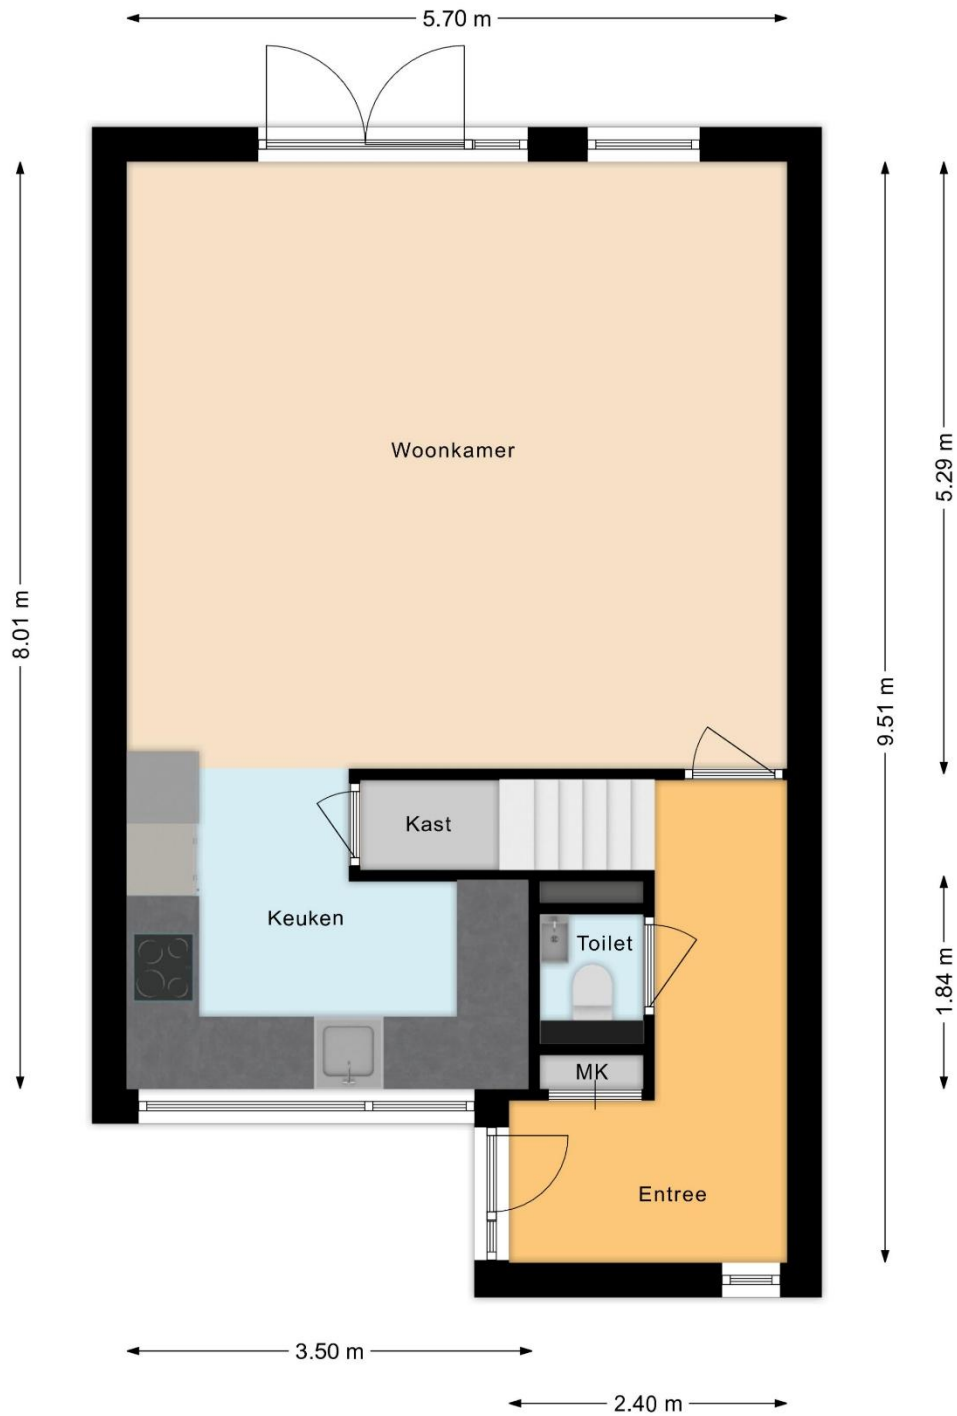 5.70 m
Woonkamer
5.29 m
8.01 m
9.51 m
Kast
Keuken
Toilet
1.84 m
MK
Entree
3.50 m
2.40 m